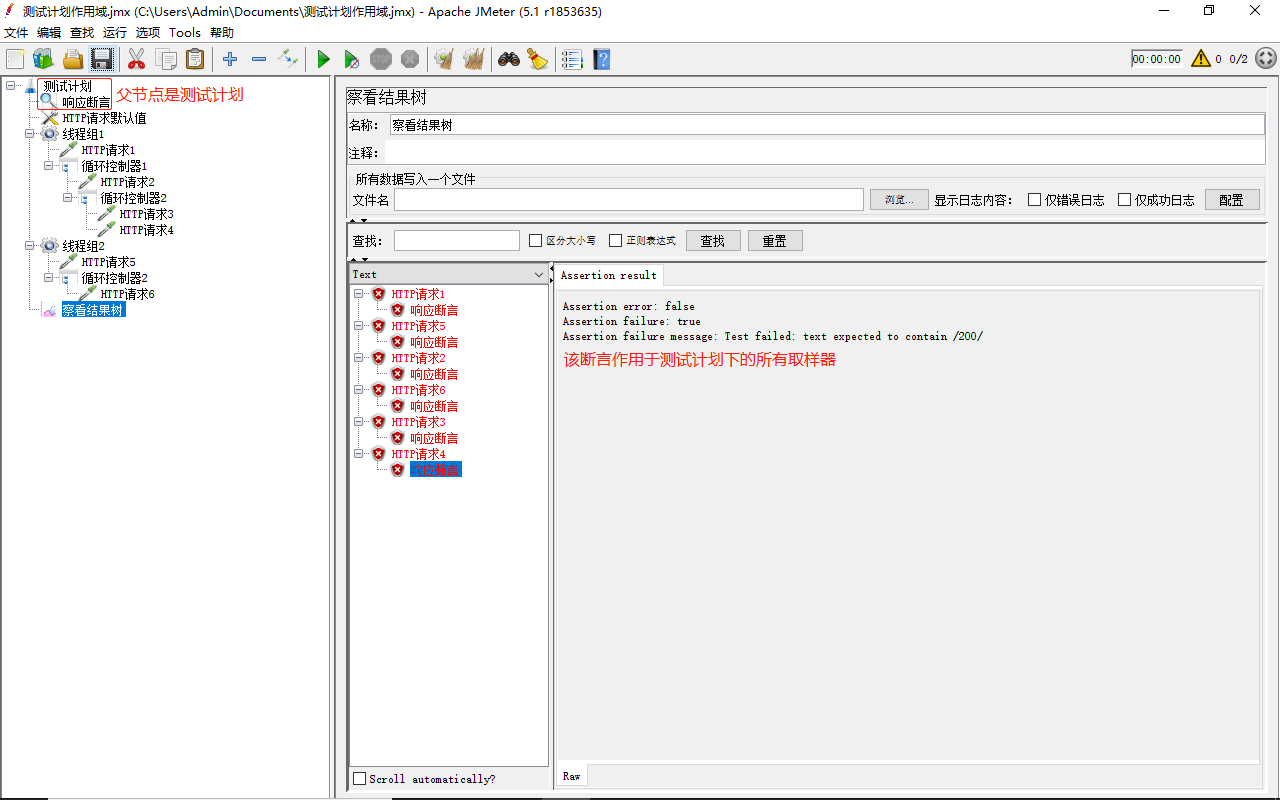 测试计划作用域.jmx (C:\Users\Admin\Documents\测试计划作用域.jmx) - Apache JMeter (5.1 r1853635)
文件 编辑 查找 运行 选项 Tools 帮助
STOP 00:00:00 0 0/2
测试计划
响应断言
父节点是测试计划
HTTP请求默认值
线程组1
HTTP请求1
循环控制器1
HTTP请求2
循环控制器2
HTTP请求3
HTTP请求4
线程组2
HTTP请求5
循环控制器2
HTTP请求6
察看结果树
察看结果树
名称: 察看结果树
注释:
所有数据写入一个文件
文件名 浏览... 显示日志内容: 仅错误日志 仅成功日志 配置
查找: 区分大小写 正则表达式 查找 重置
Text
HTTP请求1
响应断言
HTTP请求5
响应断言
HTTP请求2
响应断言
HTTP请求6
响应断言
HTTP请求3
响应断言
HTTP请求4
响应断言
Scroll automatically?
Assertion result
Assertion error: false
Assertion failure: true
Assertion failure message: Test failed: text expected to contain /200/
该断言作用于测试计划下的所有取样器
Raw